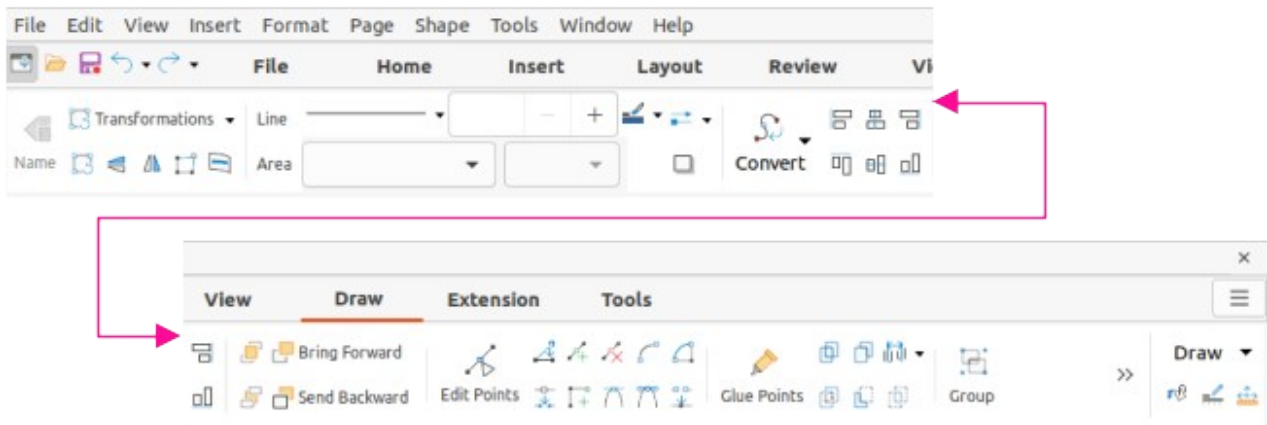 File Edit View Insert Format Page Shape Tools Window Help
File Home Insert Layout Review Vi
Transformations Line
Name Area Convert
View Draw Extension Tools
Bring Forward Draw
Send Backward Edit Points Glue Points Group